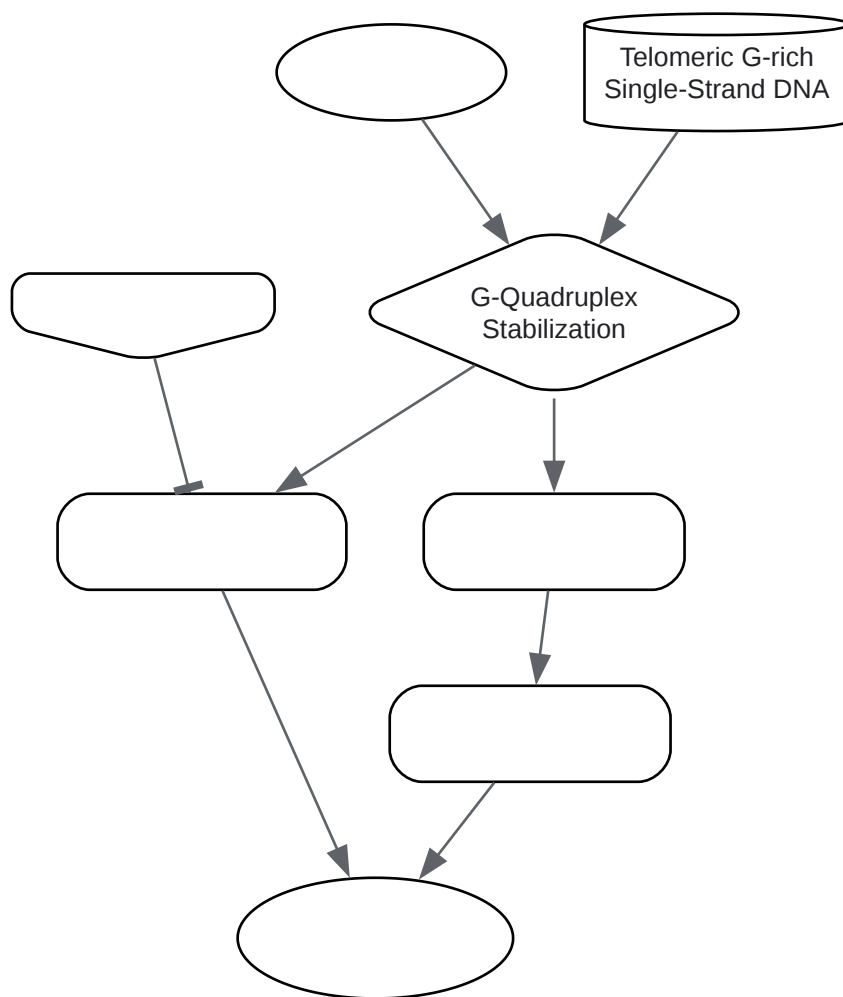 Telomeric G-rich
Single-Strand DNA
G-Quadruplex
Stabilization